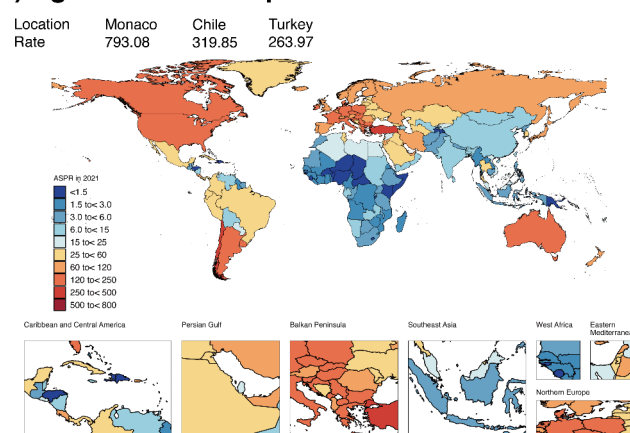 Location Monaco Chile Turkey
Rate 793.08 319.85 263.97
ASPR in 2021
<1.5
1.5 to< 3.0
3.0 to< 6.0
6.0 to< 15
15 to< 25
25 to< 60
60 to< 120
120 to< 250
250 to< 500
500 to< 800
Caribbean and Central America
Persian Gulf
Balkan Peninsula
Southeast Asia
West Africa
Eastern
Northern Europe